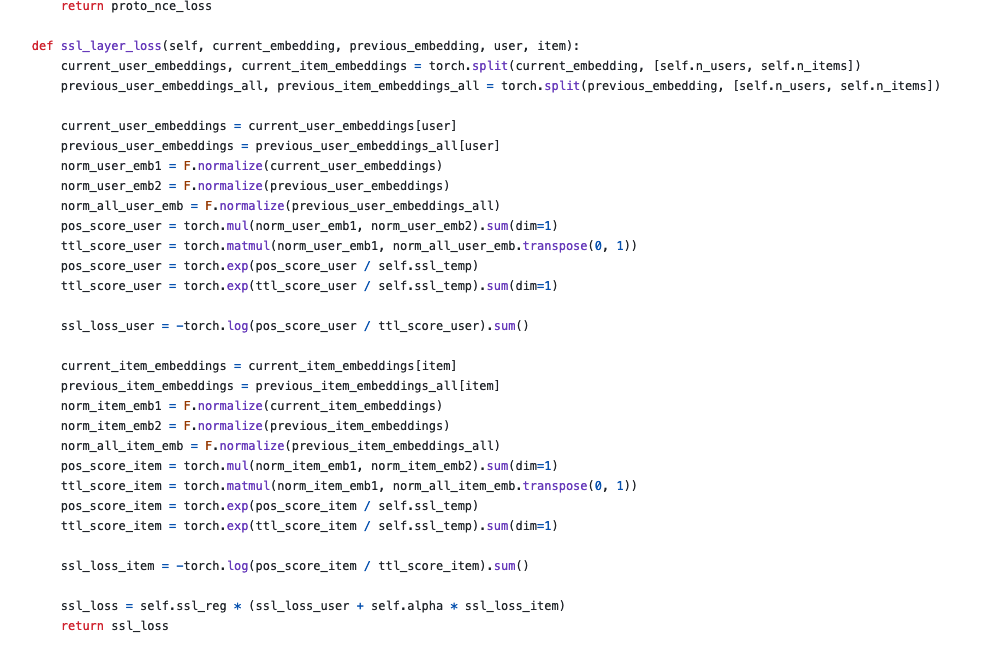 return proto_nce_loss
def ssl_layer_loss(self, current_embedding, previous_embedding, user, item):
current_user_embeddings, current_item_embeddings = torch.split(current_embedding, [self.n_users, self.n_items])
previous_user_embeddings_all, previous_item_embeddings_all = torch.split(previous_embedding, [self.n_users, self.n_items])
current_user_embeddings = current_user_embeddings[user]
previous_user_embeddings = previous_user_embeddings_all[user]
norm_user_emb1 = F.normalize(current_user_embeddings)
norm_user_emb2 = F.normalize(previous_user_embeddings)
norm_all_user_emb = F.normalize(previous_user_embeddings_all)
pos_score_user = torch.mul(norm_user_emb1, norm_user_emb2).sum(dim=1)
ttl_score_user = torch.matmul(norm_user_emb1, norm_all_user_emb.transpose(0, 1))
pos_score_user = torch.exp(pos_score_user / self.ssl_temp)
ttl_score_user = torch.exp(ttl_score_user / self.ssl_temp).sum(dim=1)
ssl_loss_user = -torch.log(pos_score_user / ttl_score_user).sum()
current_item_embeddings = current_item_embeddings[item]
previous_item_embeddings = previous_item_embeddings_all[item]
norm_item_emb1 = F.normalize(current_item_embeddings)
norm_item_emb2 = F.normalize(previous_item_embeddings)
norm_all_item_emb = F.normalize(previous_item_embeddings_all)
pos_score_item = torch.mul(norm_item_emb1, norm_item_emb2).sum(dim=1)
ttl_score_item = torch.matmul(norm_item_emb1, norm_all_item_emb.transpose(0, 1))
pos_score_item = torch.exp(pos_score_item / self.ssl_temp)
ttl_score_item = torch.exp(ttl_score_item / self.ssl_temp).sum(dim=1)
ssl_loss_item = -torch.log(pos_score_item / ttl_score_item).sum()
ssl_loss = self.ssl_reg * (ssl_loss_user + self.alpha * ssl_loss_item)
return ssl_loss